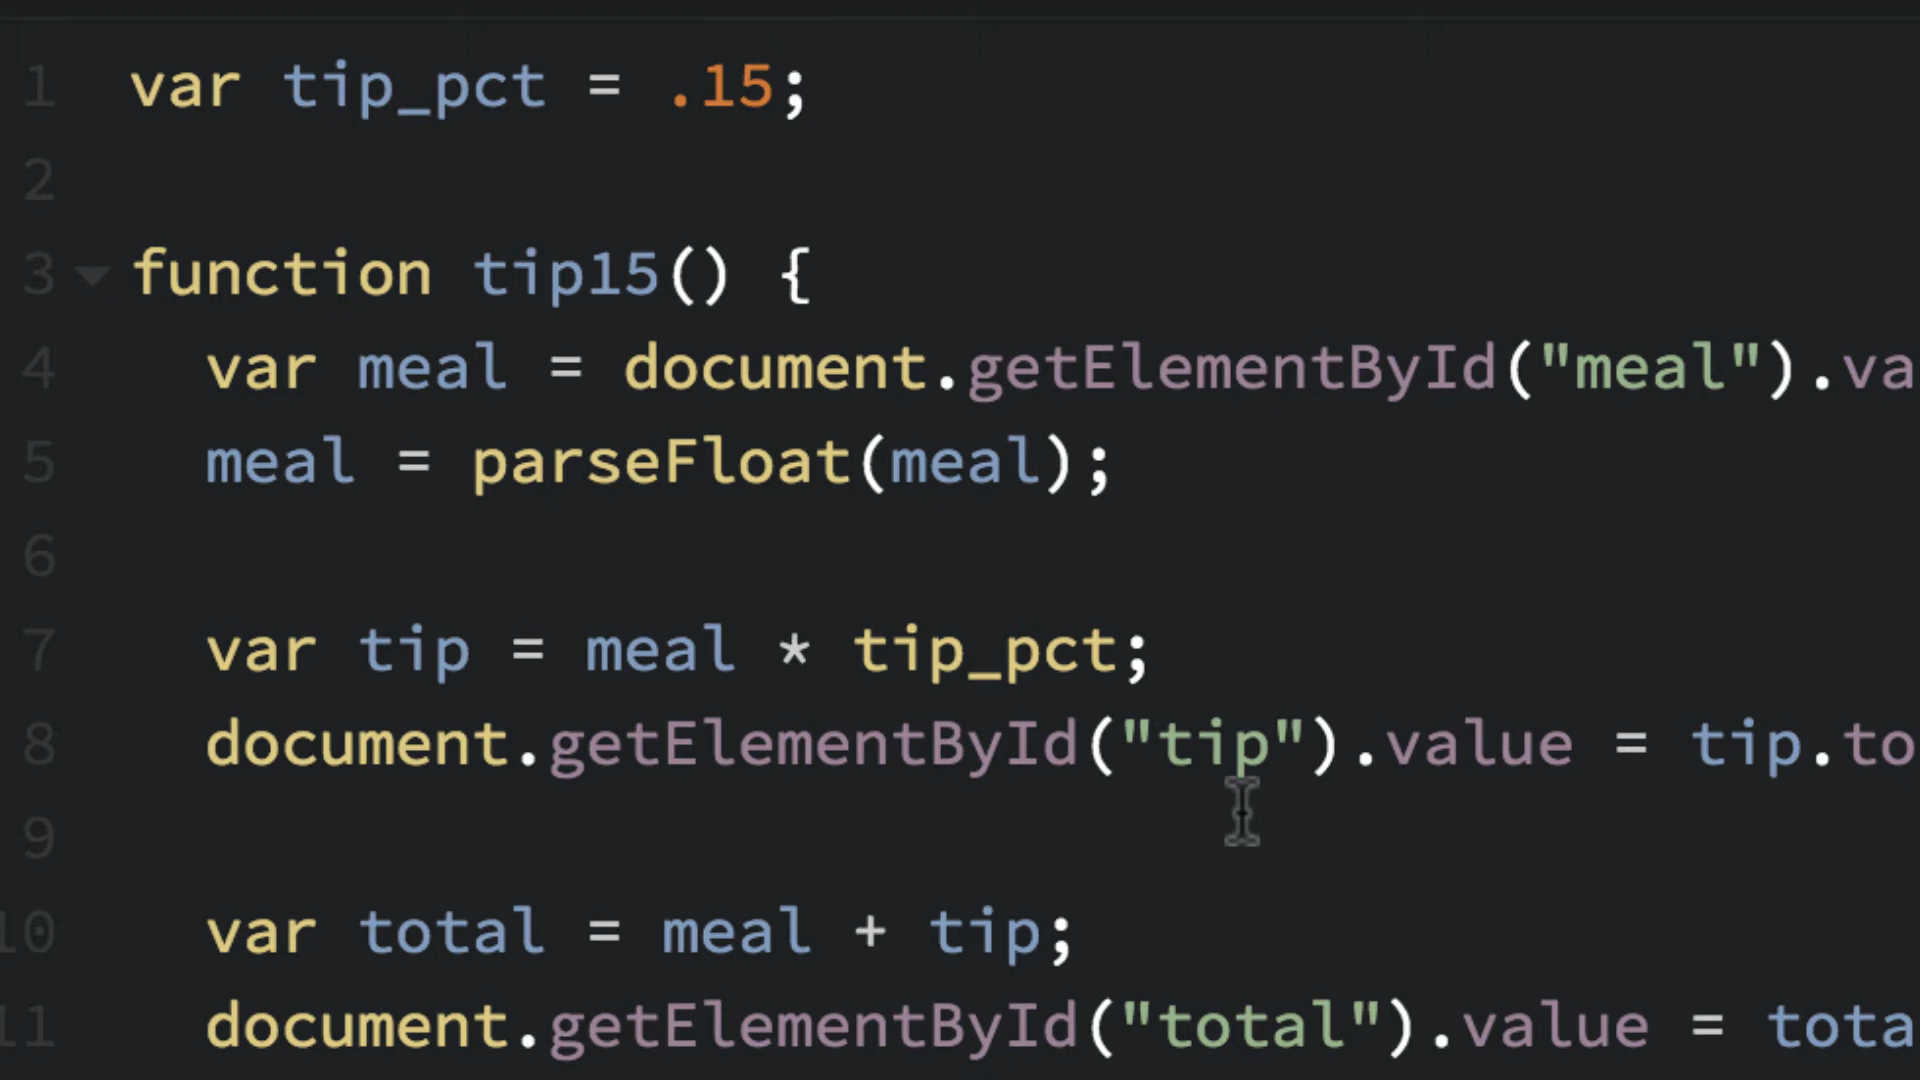 1 var tip_pct = .15;
2
3 function tip15() {
4 var meal = document.getElementById("meal").va
5 meal = parseFloat(meal);
6
7 var tip = meal * tip_pct;
8 document.getElementById("tip").value = tip.to
9
10 var total = meal + tip;
11 document.getElementById("total").value = tota